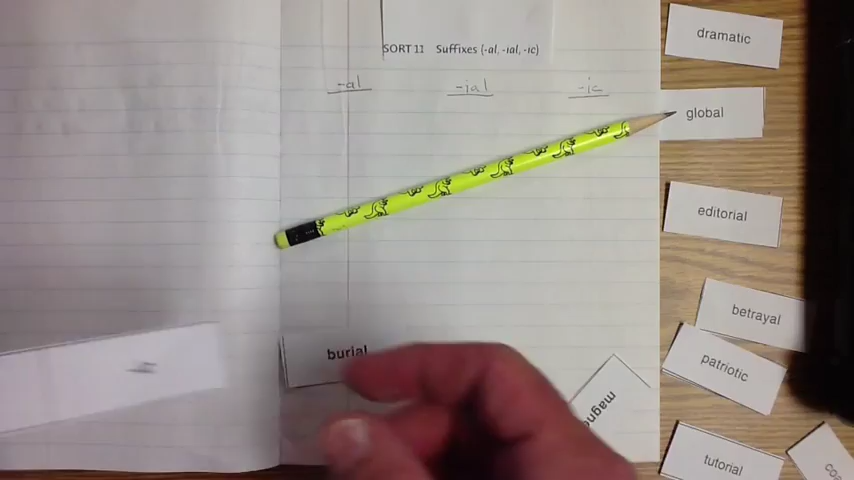 SORT 11 Suffixes (-al, -ial, -ic)
-al -ial -ic
dramatic
global
editorial
betrayal
patriotic
burial
tutorial